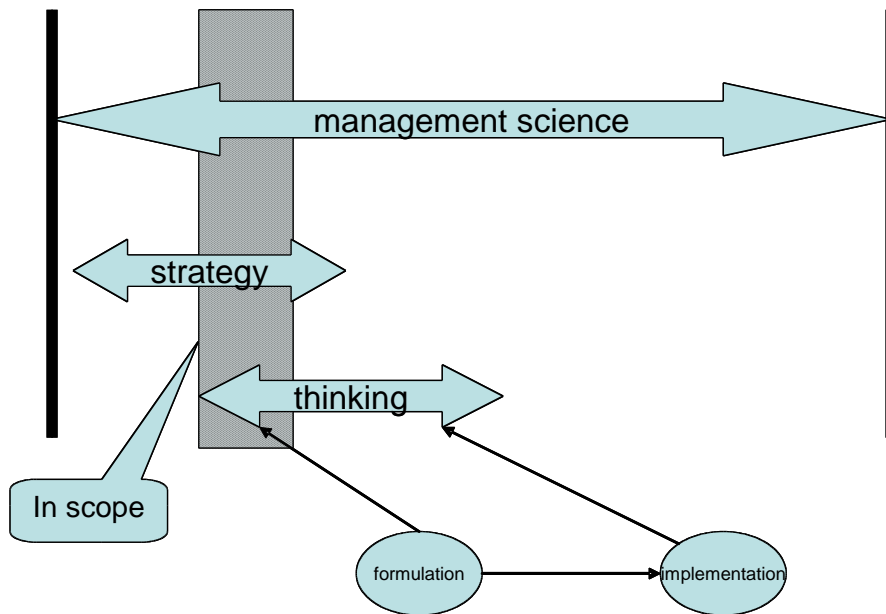 management science
strategy
thinking
In scope
formulation
implementation